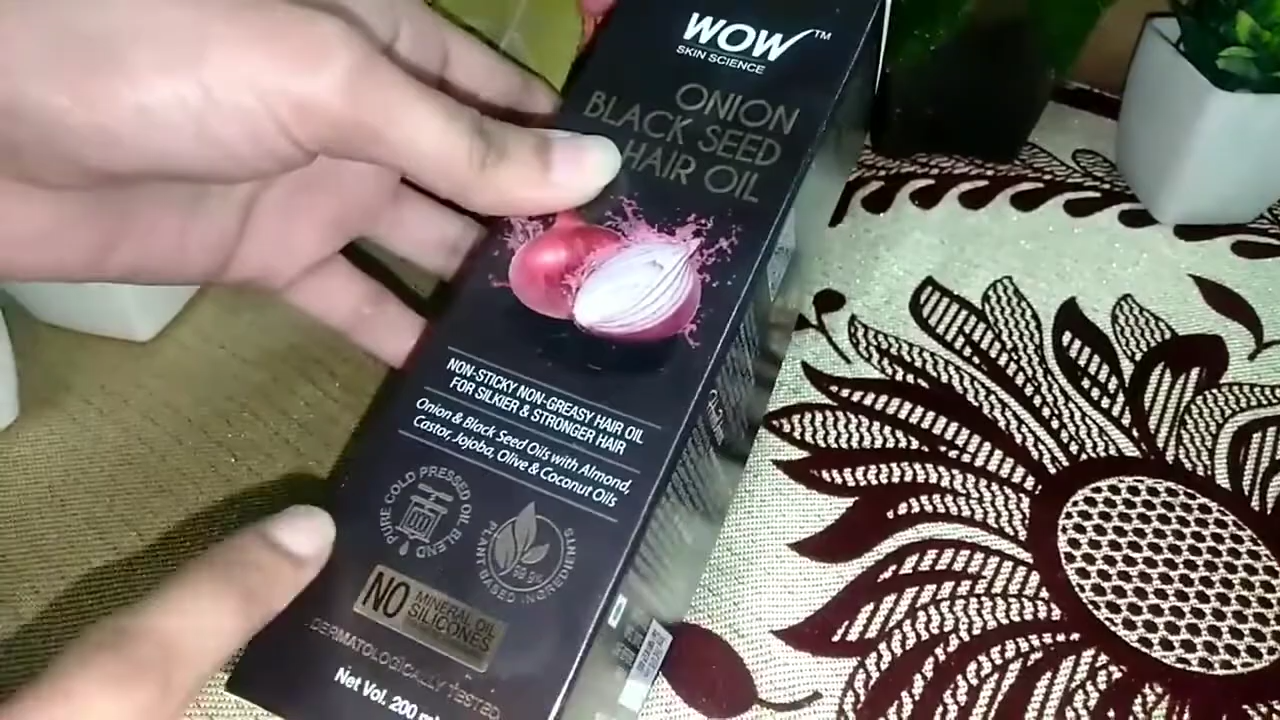 WOW™
SKIN SCIENCE
ONION
BLACK SEED
HAIR OIL
NON-STICKY NON-GREASY HAIR OIL
FOR SILKIER & STRONGER HAIR
Onion & Black Seed Oils with Almond,
Castor, Jojoba, Olive & Coconut Oils
PURE COLD PRESSED OIL BLEND
PLANT BASED INGREDIENTS
NO MINERAL OIL
SILICONES
DERMATOLOGICALLY TESTED
Net Vol. 200 ml